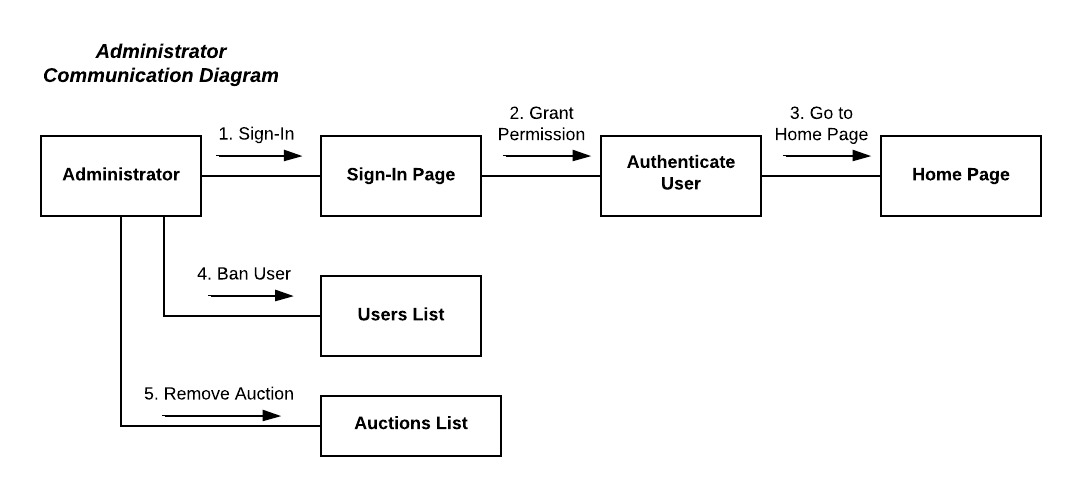 Administrator
Communication Diagram
1. Sign-In
2. Grant
Permission
3. Go to
Home Page
Administrator
Sign-In Page
Authenticate
User
Home Page
4. Ban User
Users List
5. Remove Auction
Auctions List